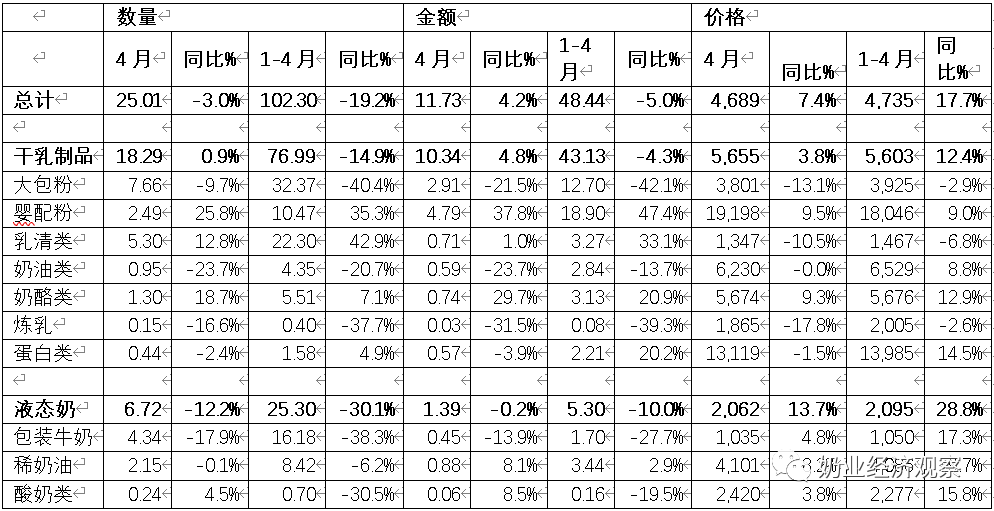 数量 金额 价格
4月 同比% 1-4月 同比% 4月 同比% 1-4月 同比% 4月 同比% 1-4月 同比%
总计 25.01 -3.0% 102.30 -19.2% 11.73 4.2% 48.44 -5.0% 4,689 7.4% 4,735 17.7%
干乳制品 18.29 0.9% 76.99 -14.9% 10.34 4.8% 43.13 -4.3% 5,655 3.8% 5,603 12.4%
大包粉 7.66 -9.7% 32.37 -40.4% 2.91 -21.5% 12.70 -42.1% 3,801 -13.1% 3,925 -2.9%
婴配粉 2.49 25.8% 10.47 35.3% 4.79 37.8% 18.90 47.4% 19,198 9.5% 18,046 9.0%
乳清类 5.30 12.8% 22.30 42.9% 0.71 1.0% 3.27 33.1% 1,347 -10.5% 1,467 -6.8%
奶油类 0.95 -23.7% 4.35 -20.7% 0.59 -23.7% 2.84 -13.7% 6,230 -0.0% 6,529 8.8%
奶酪类 1.30 18.7% 5.51 7.1% 0.74 29.7% 3.13 20.9% 5,674 9.3% 5,676 12.9%
炼乳 0.15 -16.6% 0.40 -37.7% 0.03 -31.5% 0.08 -39.3% 1,865 -17.8% 2,005 -2.6%
蛋白类 0.44 -2.4% 1.58 4.9% 0.57 -3.9% 2.21 20.2% 13,119 -1.5% 13,985 14.5%
液态奶 6.72 -12.2% 25.30 -30.1% 1.39 -0.2% 5.30 -10.0% 2,062 13.7% 2,095 28.8%
包装牛奶 4.34 -17.9% 16.18 -38.3% 0.45 -13.9% 1.70 -27.7% 1,035 4.8% 1,050 17.3%
稀奶油 2.15 -0.1% 8.42 -6.2% 0.88 8.1% 3.44 2.9% 4,101
奶业经济观察
酸奶类 0.24 4.5% 0.70 -30.5% 0.06 8.5% 0.16 -19.5% 2,420 3.8% 2,277 15.8%